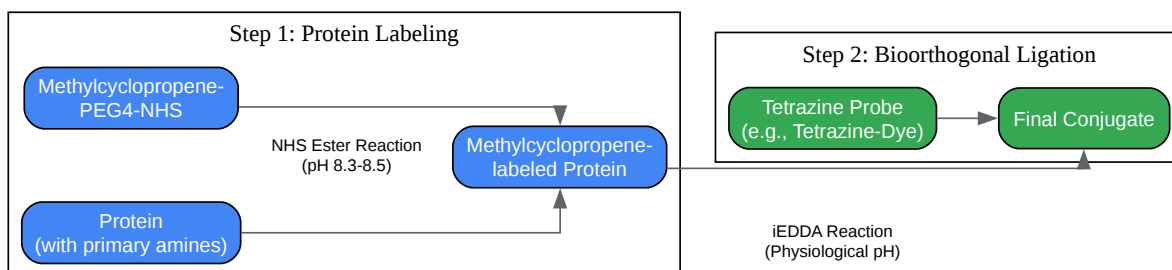 Step 1: Protein Labeling
Methylcyclopropene-
PEG4-NHS
NHS Ester Reaction
(pH 8.3-8.5)
Methylcyclopropene-
labeled Protein
Protein
(with primary amines)
Step 2: Bioorthogonal Ligation
Tetrazine Probe
(e.g., Tetrazine-Dye)
Final Conjugate
iEDDA Reaction
(Physiological pH)